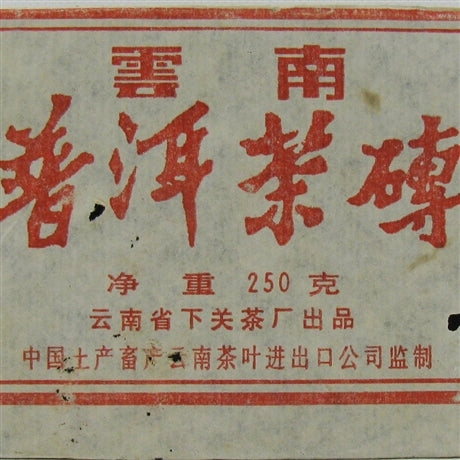 雲南
普洱茶磚
净重250克
云南省下关茶厂出品
中国土产畜产云南茶叶进出口公司监制